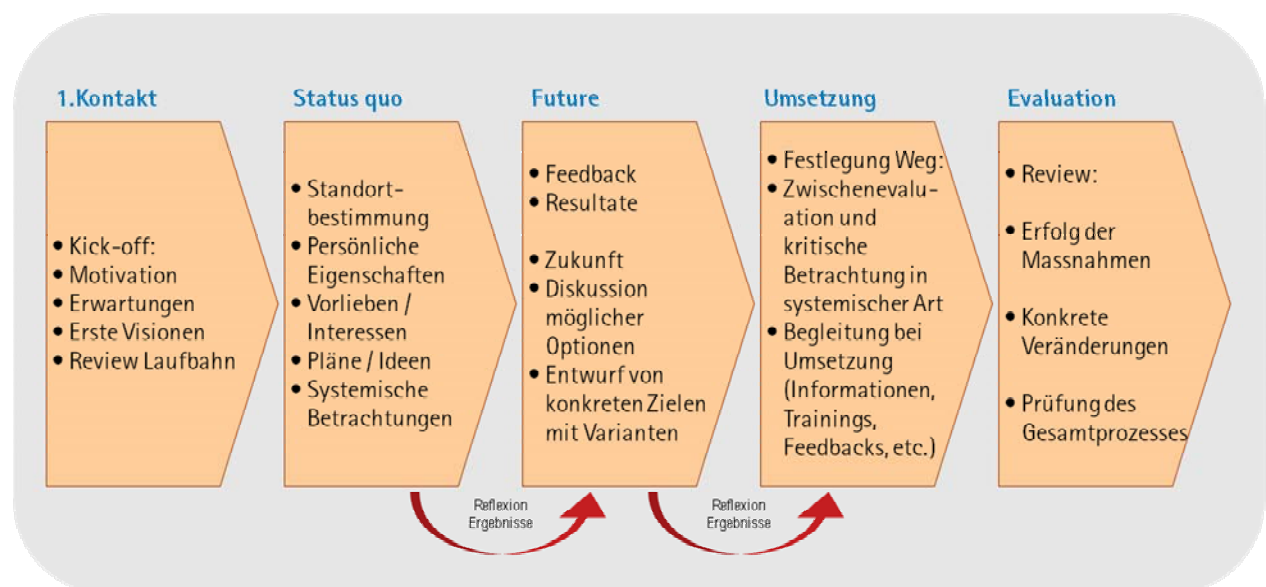 1.Kontakt
• Kick-off:
• Motivation
• Erwartungen
• Erste Visionen
• Review Laufbahn
Status quo
• Standort-
bestimmung
• Persönliche
Eigenschaften
• Vorlieben /
Interessen
• Pläne / Ideen
• Systemische
Betrachtungen
Future
• Feedback
• Resultate
• Zukunft
• Diskussion
möglicher
Optionen
• Entwurf von
konkreten Zielen
mit Varianten
Umsetzung
• Festlegung Weg:
• Zwischenevalu-
ation und
kritische
Betrachtung in
systemischer Art
• Begleitung bei
Umsetzung
(Informationen,
Trainings,
Feedbacks, etc.)
Evaluation
• Review:
• Erfolg der
Massnahmen
• Konkrete
Veränderungen
• Prüfung des
Gesamtprozesses
Reflexion
Ergebnisse
Reflexion
Ergebnisse